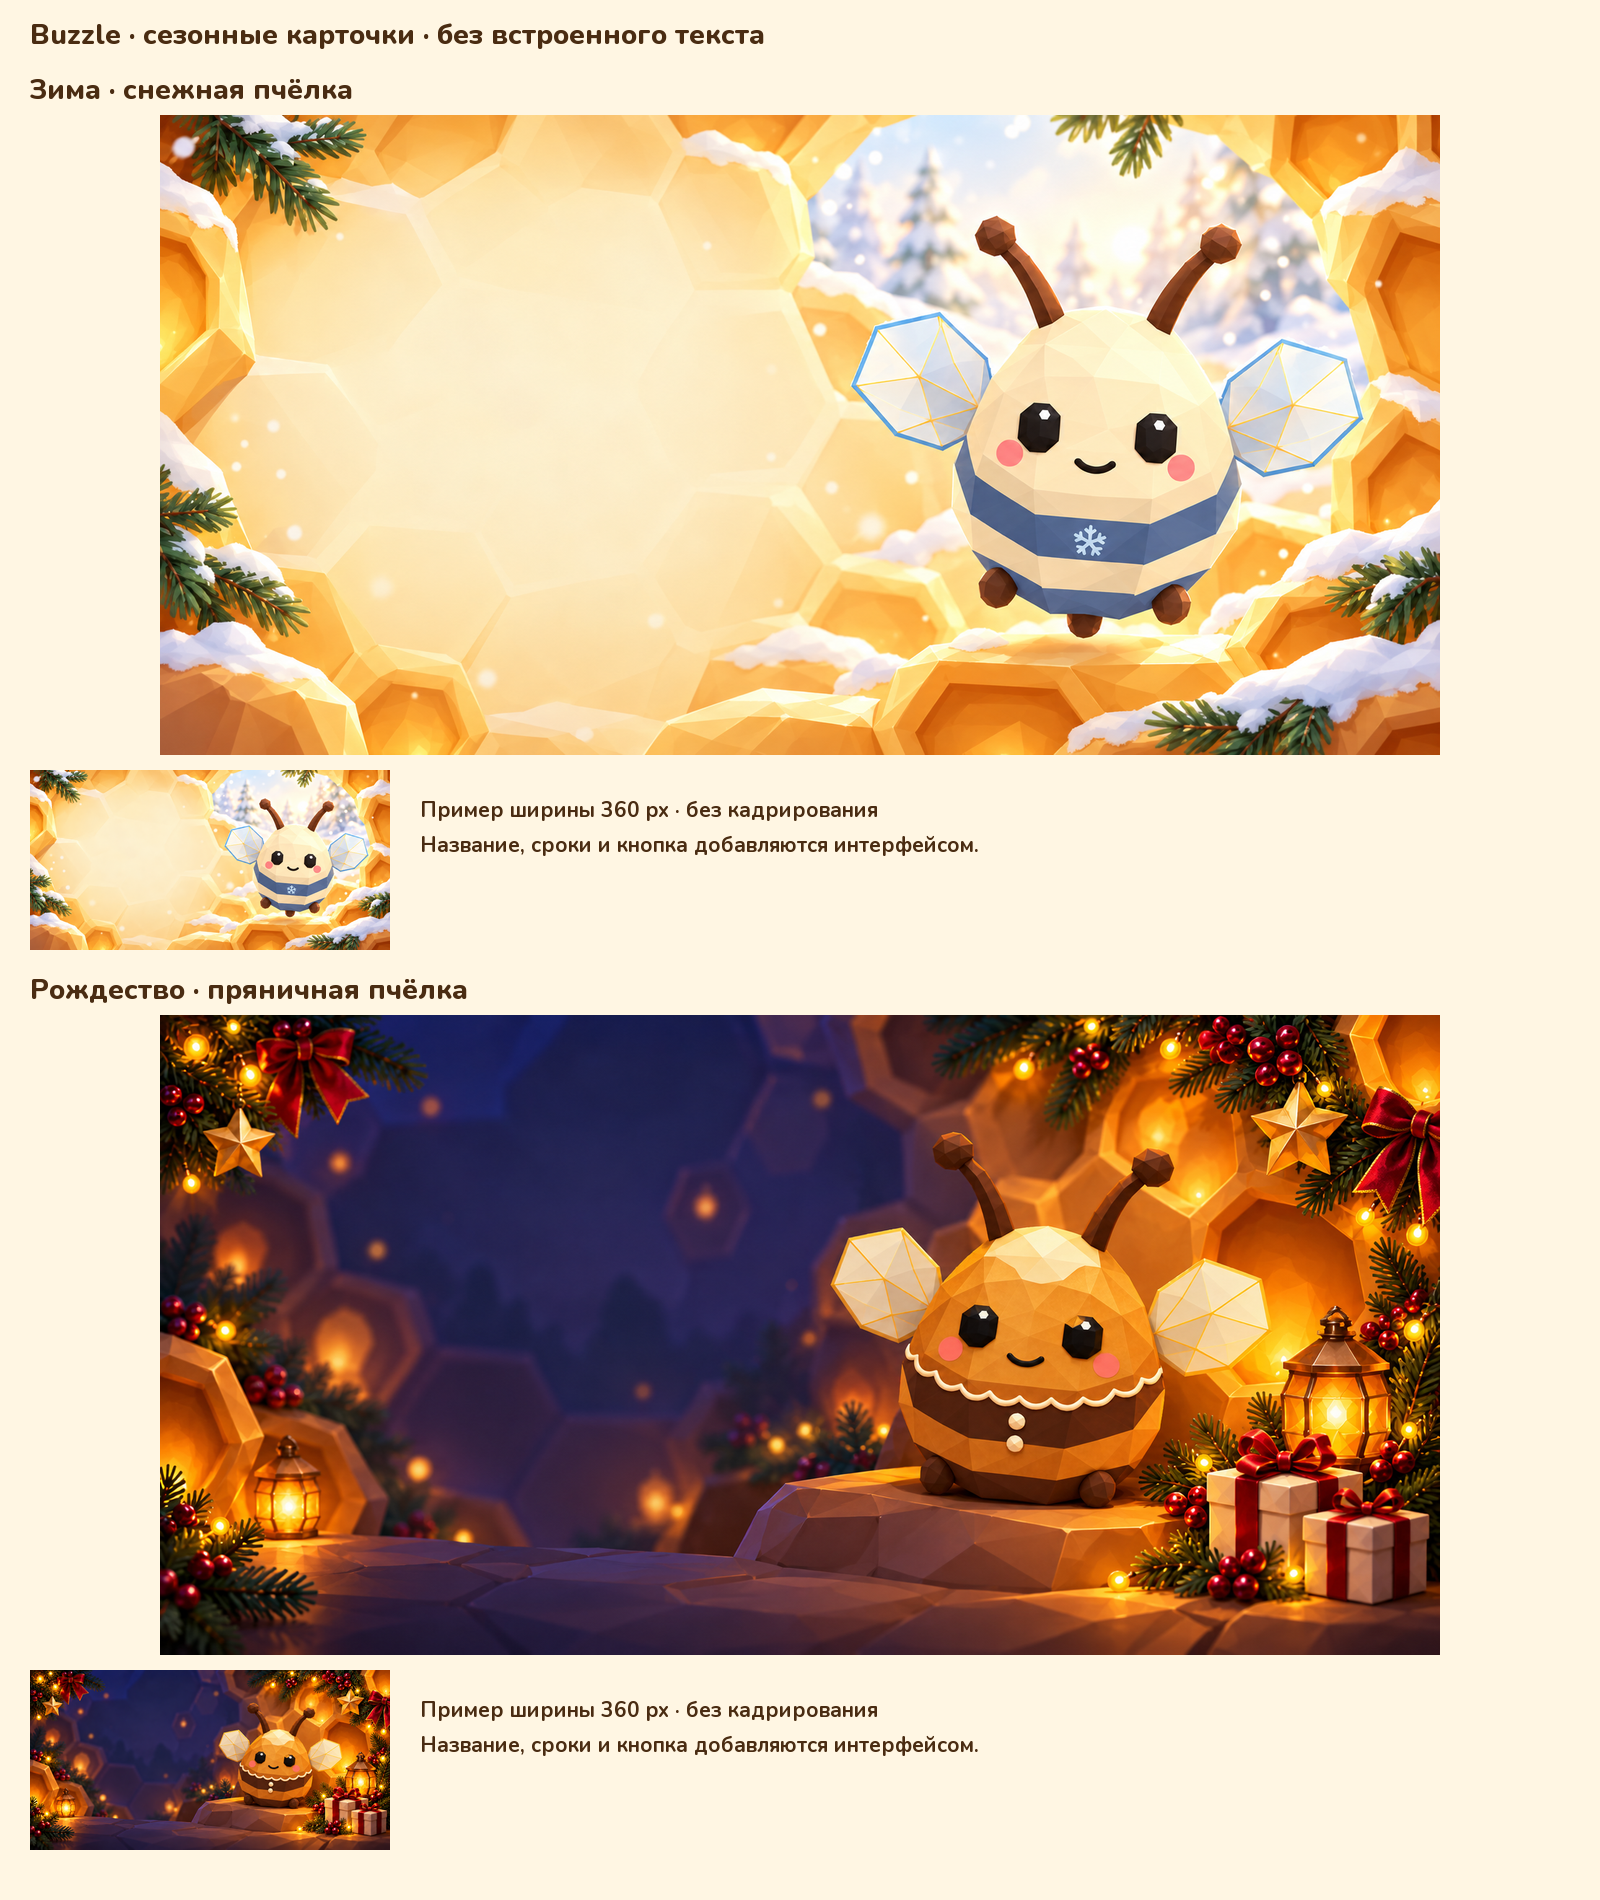 Buzzle · сезонные карточки · без встроенного текста
Зима · снежная пчёлка
Пример ширины 360 px · без кадрирования
Название, сроки и кнопка добавляются интерфейсом.
Рождество · пряничная пчёлка
Пример ширины 360 px · без кадрирования
Название, сроки и кнопка добавляются интерфейсом.